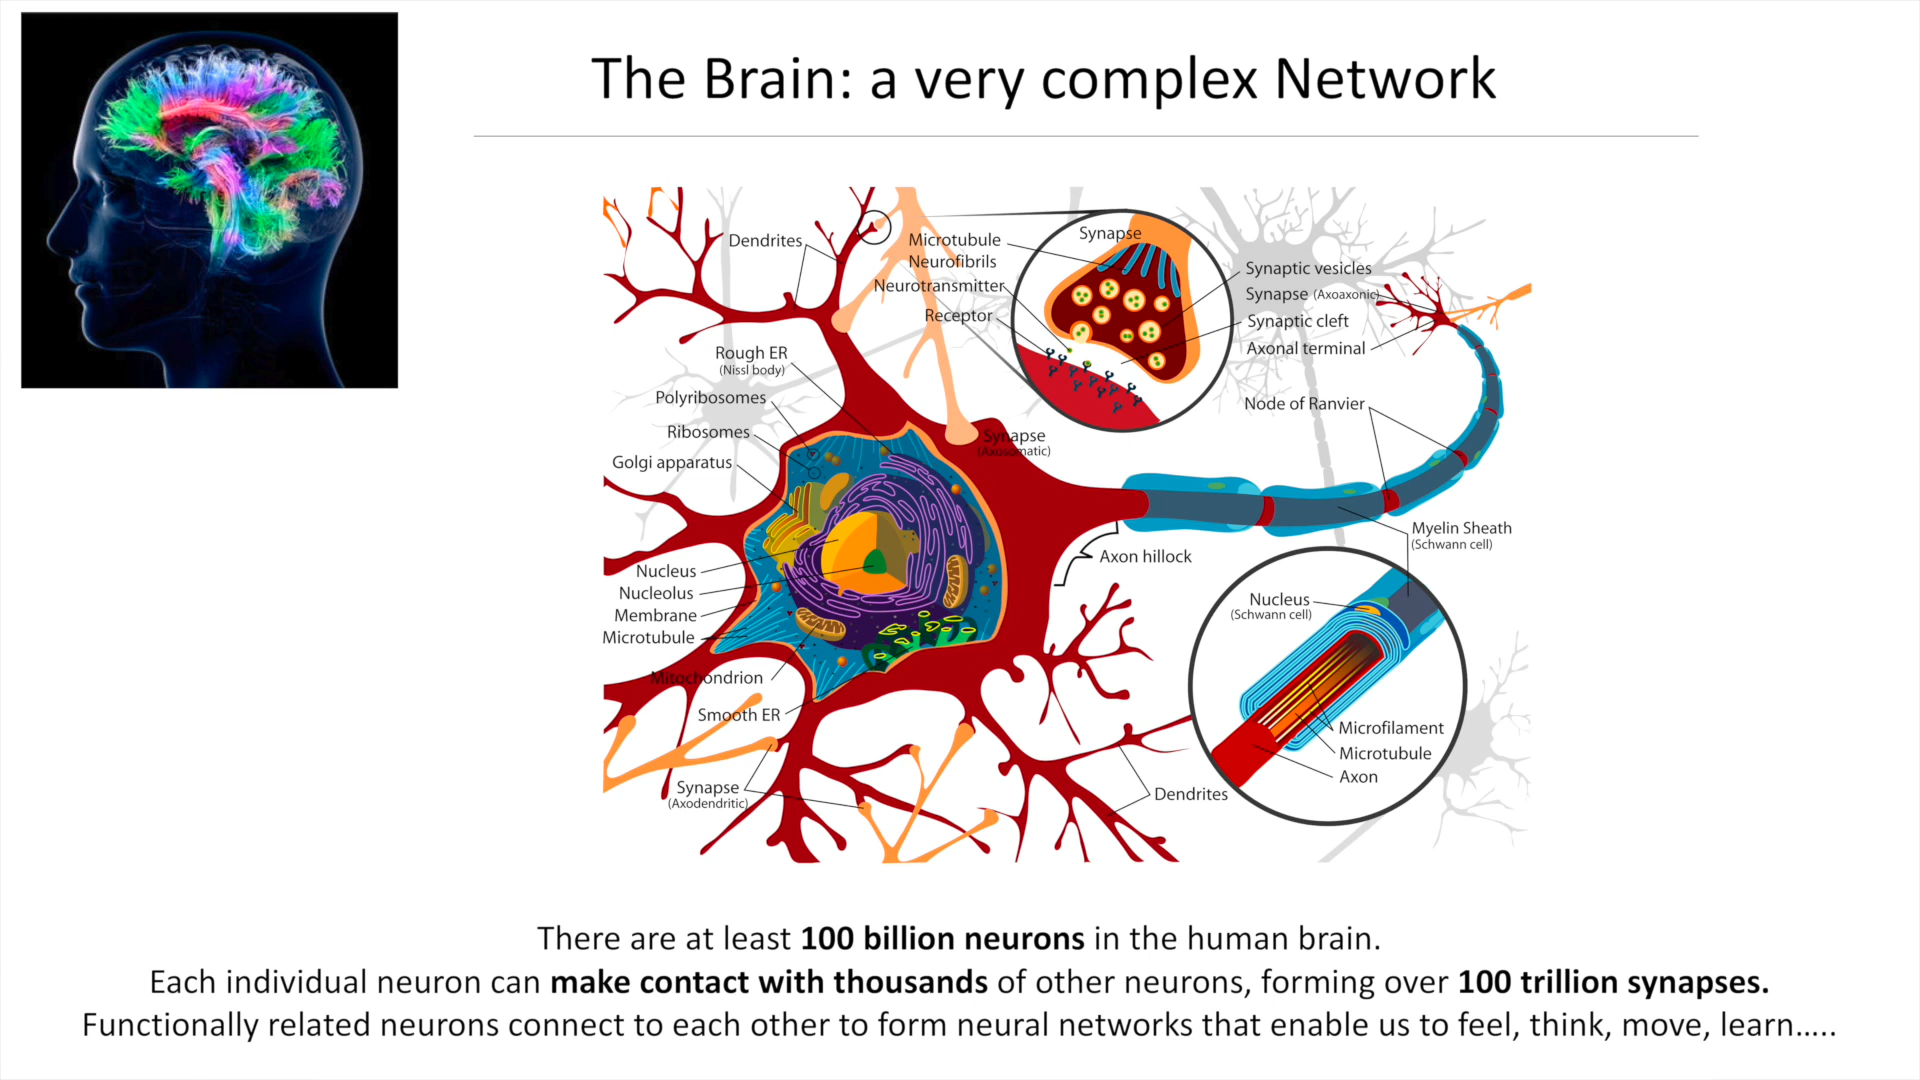 The Brain: a very complex Network
Dendrites
Microtubule
Neurofibrils
Neurotransmitter
Receptor
Synapse
Synaptic vesicles
Synapse (Axoaxonic)
Synaptic cleft
Axonal terminal
Rough ER
(Nissl body)
Polyribosomes
Ribosomes
Golgi apparatus
Synapse
(Axosomatic)
Node of Ranvier
Myelin Sheath
(Schwann cell)
Axon hillock
Nucleus
Nucleolus
Membrane
Microtubule
Mitochondrion
Smooth ER
Synapse
(Axodendritic)
Dendrites
Nucleus
(Schwann cell)
Microfilament
Microtubule
Axon
There are at least 100 billion neurons in the human brain.
Each individual neuron can make contact with thousands of other neurons, forming over 100 trillion synapses.
Functionally related neurons connect to each other to form neural networks that enable us to feel, think, move, learn.....